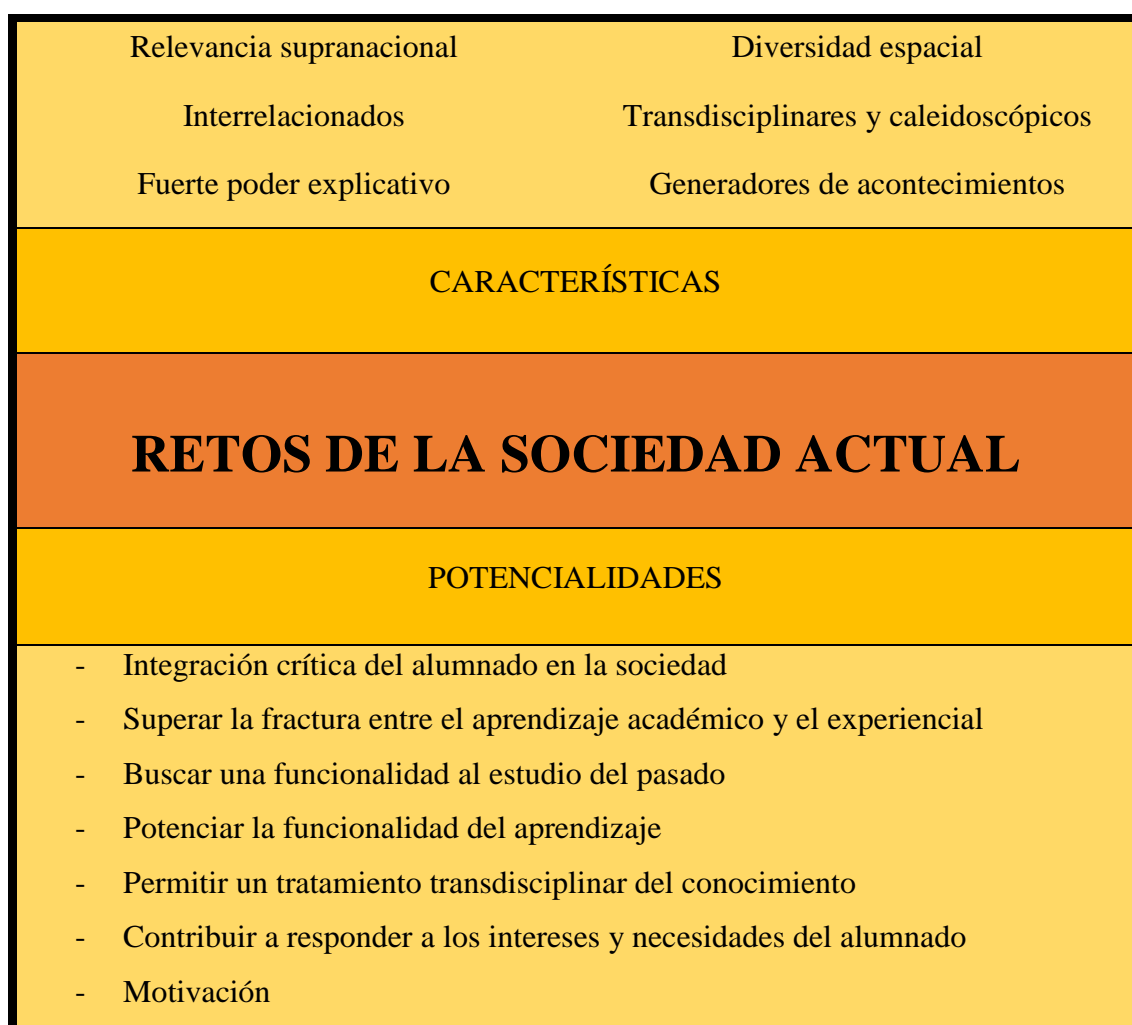 Relevancia supranacional Diversidad espacial
Interrelacionados Transdisciplinares y caleidoscópicos
Fuerte poder explicativo Generadores de acontecimientos
CARACTERÍSTICAS
RETOS DE LA SOCIEDAD ACTUAL
POTENCIALIDADES
- Integración crítica del alumnado en la sociedad
- Superar la fractura entre el aprendizaje académico y el experiencial
- Buscar una funcionalidad al estudio del pasado
- Potenciar la funcionalidad del aprendizaje
- Permitir un tratamiento transdisciplinar del conocimiento
- Contribuir a responder a los intereses y necesidades del alumnado
- Motivación